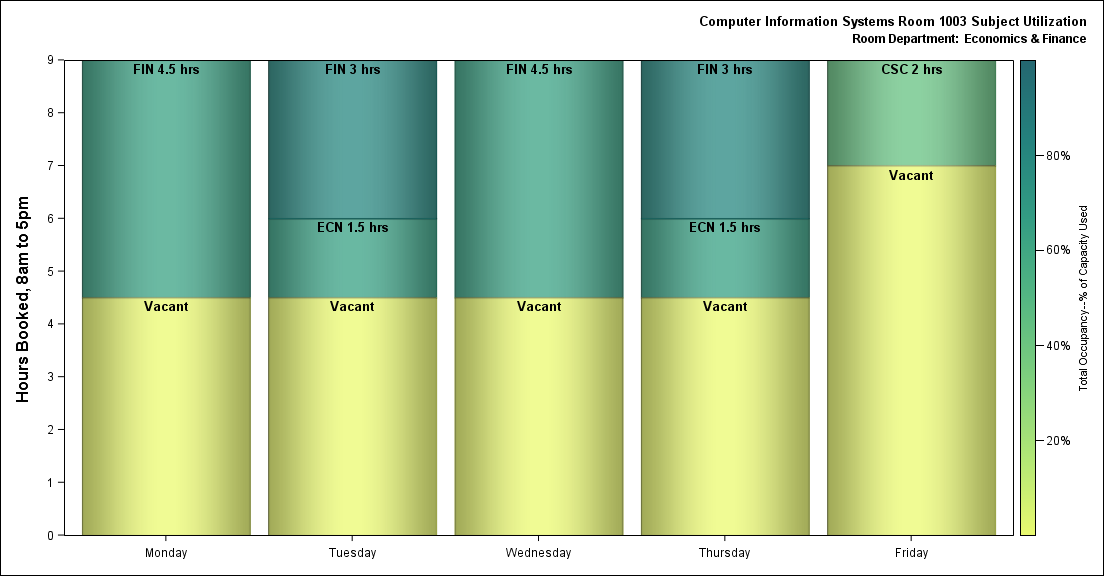 Computer Information Systems Room 1003 Subject Utilization
Room Department: Economics & Finance
Hours Booked, 8am to 5pm
9
8
7
6
5
4
3
2
1
0
FIN 4.5 hrs
Vacant
FIN 3 hrs
ECN 1.5 hrs
Vacant
FIN 4.5 hrs
Vacant
FIN 3 hrs
ECN 1.5 hrs
Vacant
CSC 2 hrs
Vacant
Monday
Tuesday
Wednesday
Thursday
Friday
80%
60%
40%
20%
Total Occupancy--% of Capacity Used